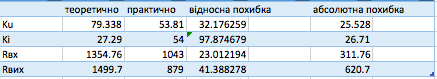 теоретично практично відносна похибка абсолютна похибка
Ku 79.338 53.81 32.176259 25.528
Ki 27.29 54 97.874679 26.71
Rвх 1354.76 1043 23.012194 311.76
Rвих 1499.7 879 41.388278 620.7